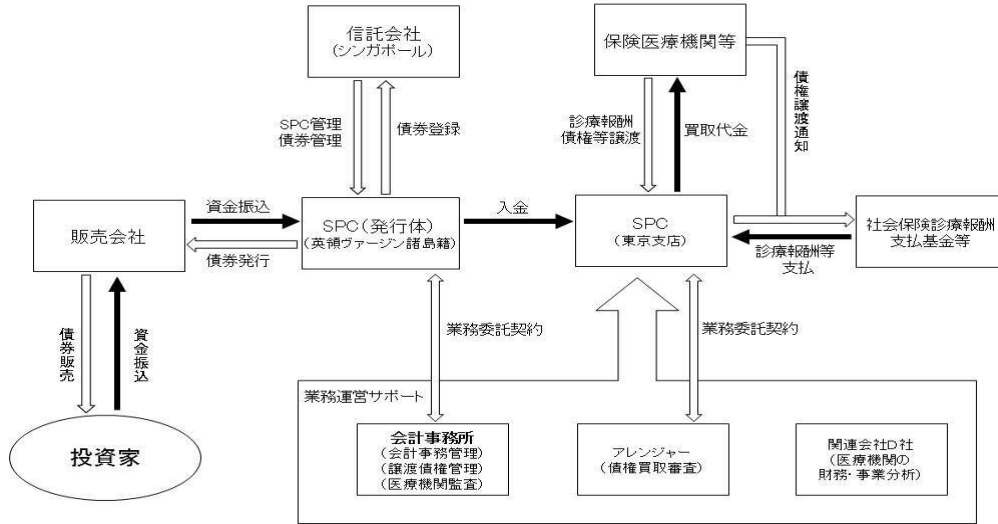 信託会社
(シンガポール)
保険医療機関等
SPC管理
債券管理
債券登録
診療報酬
債権等譲渡
買取代金
債権譲渡通知
販売会社
資金振込
債券発行
SPC(発行体)
(英領ヴァージン諸島籍)
入金
SPC
(東京支店)
社会保険診療報酬
支払基金等
診療報酬等
支払
債券販売
資金振込
業務委託契約
業務委託契約
投資家
業務運営サポート
会計事務所
(会計事務管理)
(譲渡債権管理)
(医療機関監査)
アレンジャー
(債権買取審査)
関連会社D社
(医療機関の
財務・事業分析)